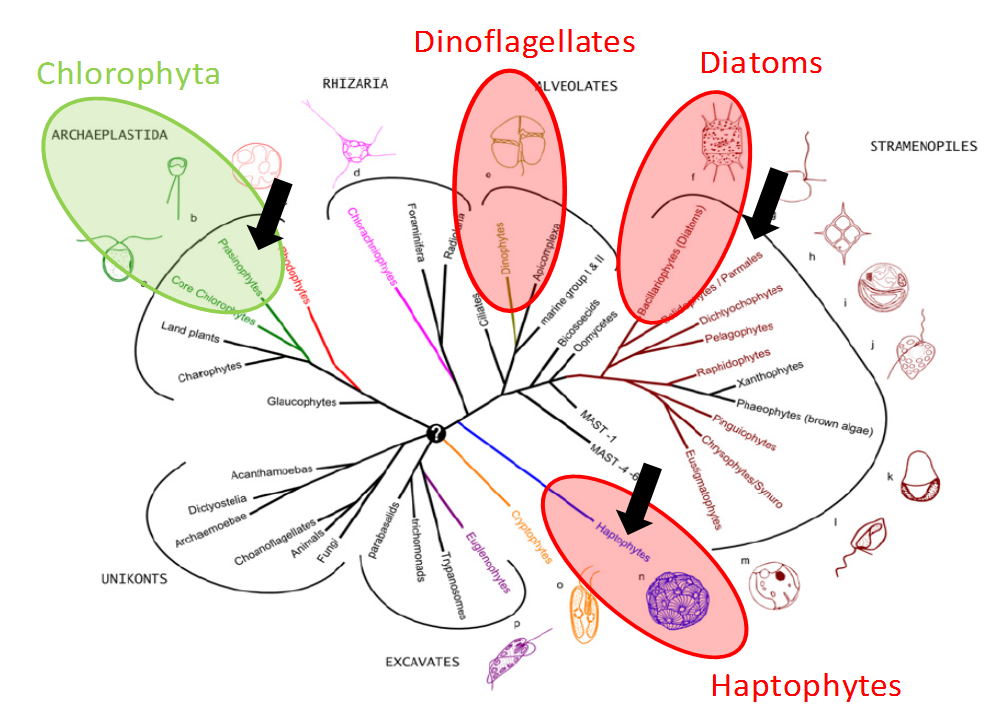 Dinoflagellates
Diatoms
Chlorophyta
RHIZARIA
ALVEOLATES
ARCHAEPLASTIDA
STRAMENOPILES
b
d
e
f
h
i
j
k
l
m
n
o
p
Prasinophytes
Core Chlorophytes
Land plants
Charophytes
Glaucophytes
Rhodophytes
Chlorarachniophytes
Foraminifera
Radiolaria
Ciliates
Dinophytes
Apicomplexa
marine group I & II
Bicosoecids
Oomycetes
Bacillariophytes (Diatoms)
Bolidophytes / Parmales
Dictyochophytes
Pelagophytes
Raphidophytes
Xanthophytes
Phaeophytes (brown algae)
Pinguiophytes
Chrysophytes/Synuro
Eustigmatophytes
MAST -1
MAST -4 -6
?
Haptophytes
Cryptophytes
Euglenophytes
Trypanosomes
trichomonads
parabasalids
Fungi
Animals
Choanoflagellates
Archaemoebae
Dictyostelia
Acanthamoebas
UNIKONTS
EXCAVATES
Haptophytes